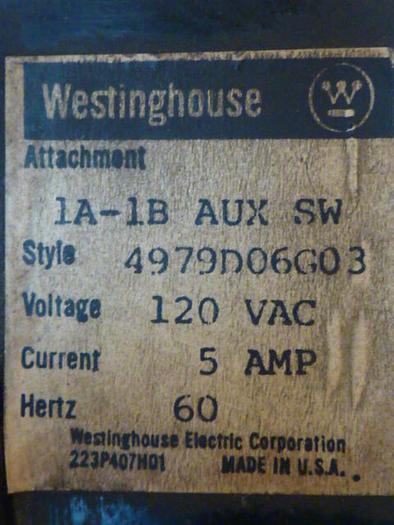 Westinghouse W
Attachment
1A-1B AUX SW
Style 4979D06G03
Voltage 120 VAC
Current 5 AMP
Hertz 60
Westinghouse Electric Corporation
223P407H01 MADE IN U.S.A.